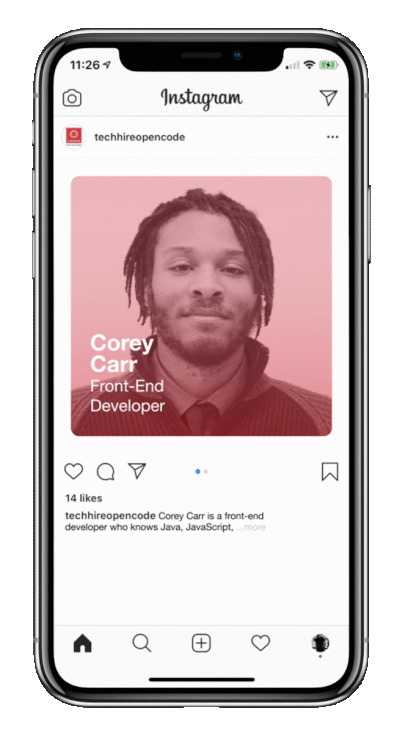 11:26
Instagram
techhireopencode
Corey
Carr
Front-End
Developer
14 likes
techhireopencode Corey Carr is a front-end
developer who knows Java, JavaScript, ...more